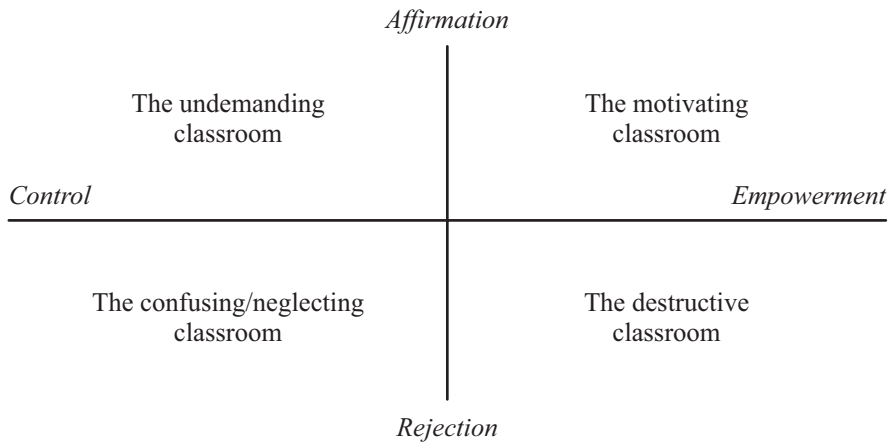 Affirmation
The undemanding
classroom
The motivating
classroom
Control
Empowerment
The confusing/neglecting
classroom
The destructive
classroom
Rejection